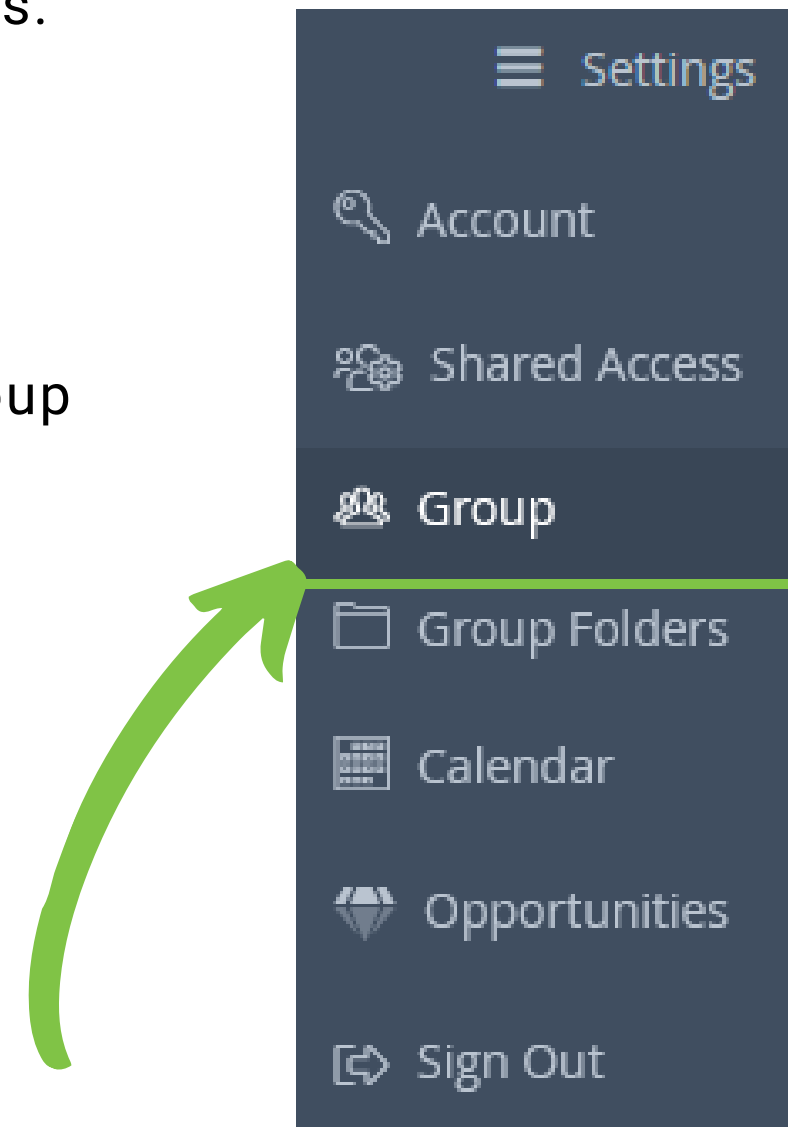 s.
Settings
Account
Shared Access
up
Group
Group Folders
Calendar
Opportunities
Sign Out